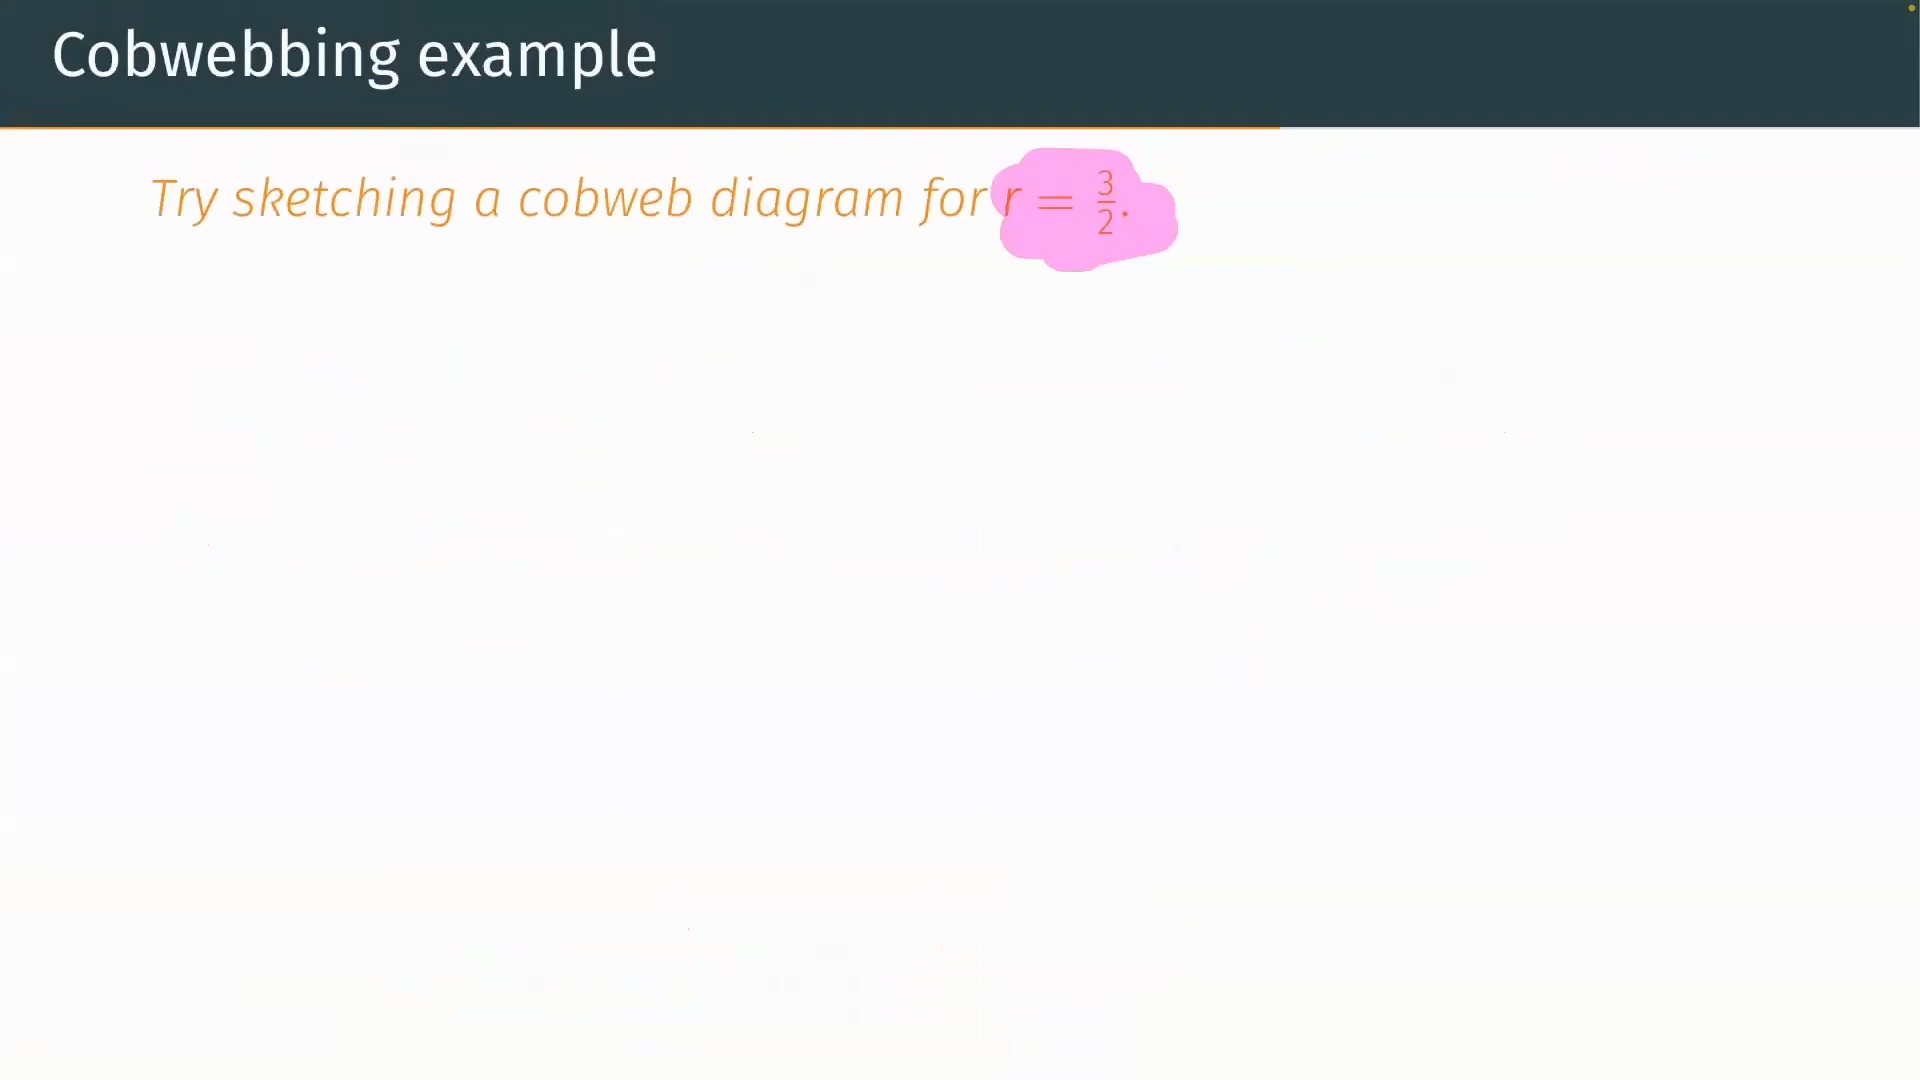 Cobwebbing example
Try sketching a cobweb diagram for r = 3/2.